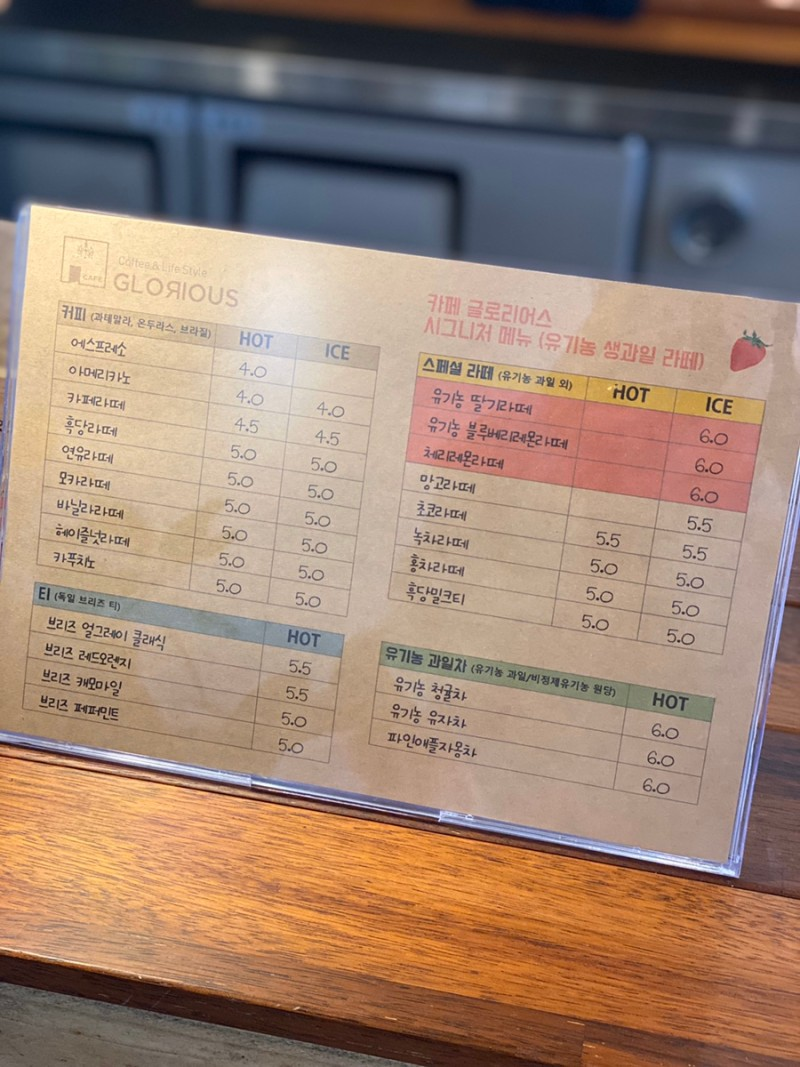 CAFE
Coffee & Life Style
GLORIOUS
커피 (과테말라, 온두라스, 브라질) HOT ICE
에스프레소 4.0
아메리카노 4.0 4.0
카페라떼 4.5 4.5
흑당라떼 5.0 5.0
연유라떼 5.0 5.0
모카라떼 5.0 5.0
바닐라라떼 5.0 5.0
헤이즐넛라떼 5.0 5.0
카푸치노 5.0 5.0
티 (독일 브리즈 티) HOT
브리즈 얼그레이 클래식 5.5
브리즈 레드오렌지 5.5
브리즈 캐모마일 5.0
브리즈 페퍼민트 5.0
카페 글로리어스
시그니처 메뉴 (유기농 생과일 라떼)
스페셜 라떼 (유기농 과일 외) HOT ICE
유기농 딸기라떼 6.0
유기농 블루베리레몬라떼 6.0
체리레몬라떼 6.0
망고라떼 5.5
초코라떼 5.5 5.5
녹차라떼 5.0 5.0
홍차라떼 5.0 5.0
흑당밀크티 5.0 5.0
유기농 과일차 (유기농 과일/비정제유기농 원당) HOT
유기농 청귤차 6.0
유기농 유자차 6.0
파인애플자몽차 6.0